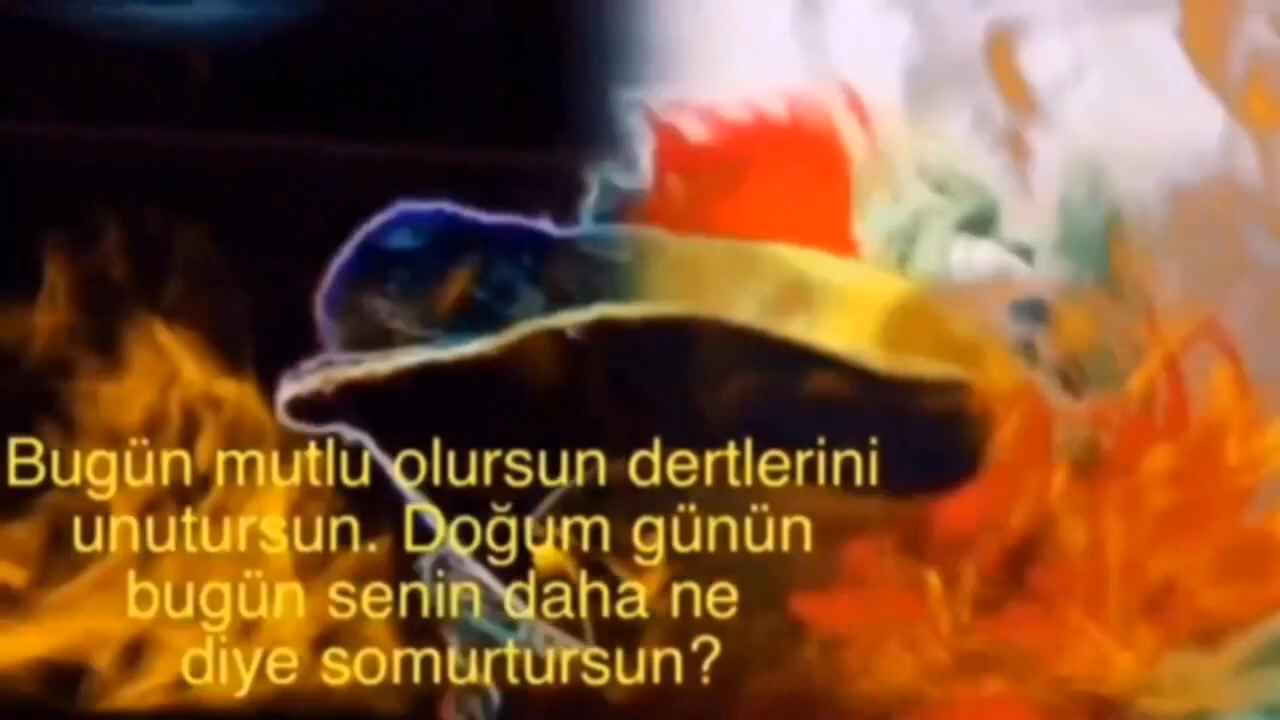 Bugün mutlu olursun dertlerini
unutursun. Doğum günün
bugün senin daha ne
diye somurtursun?